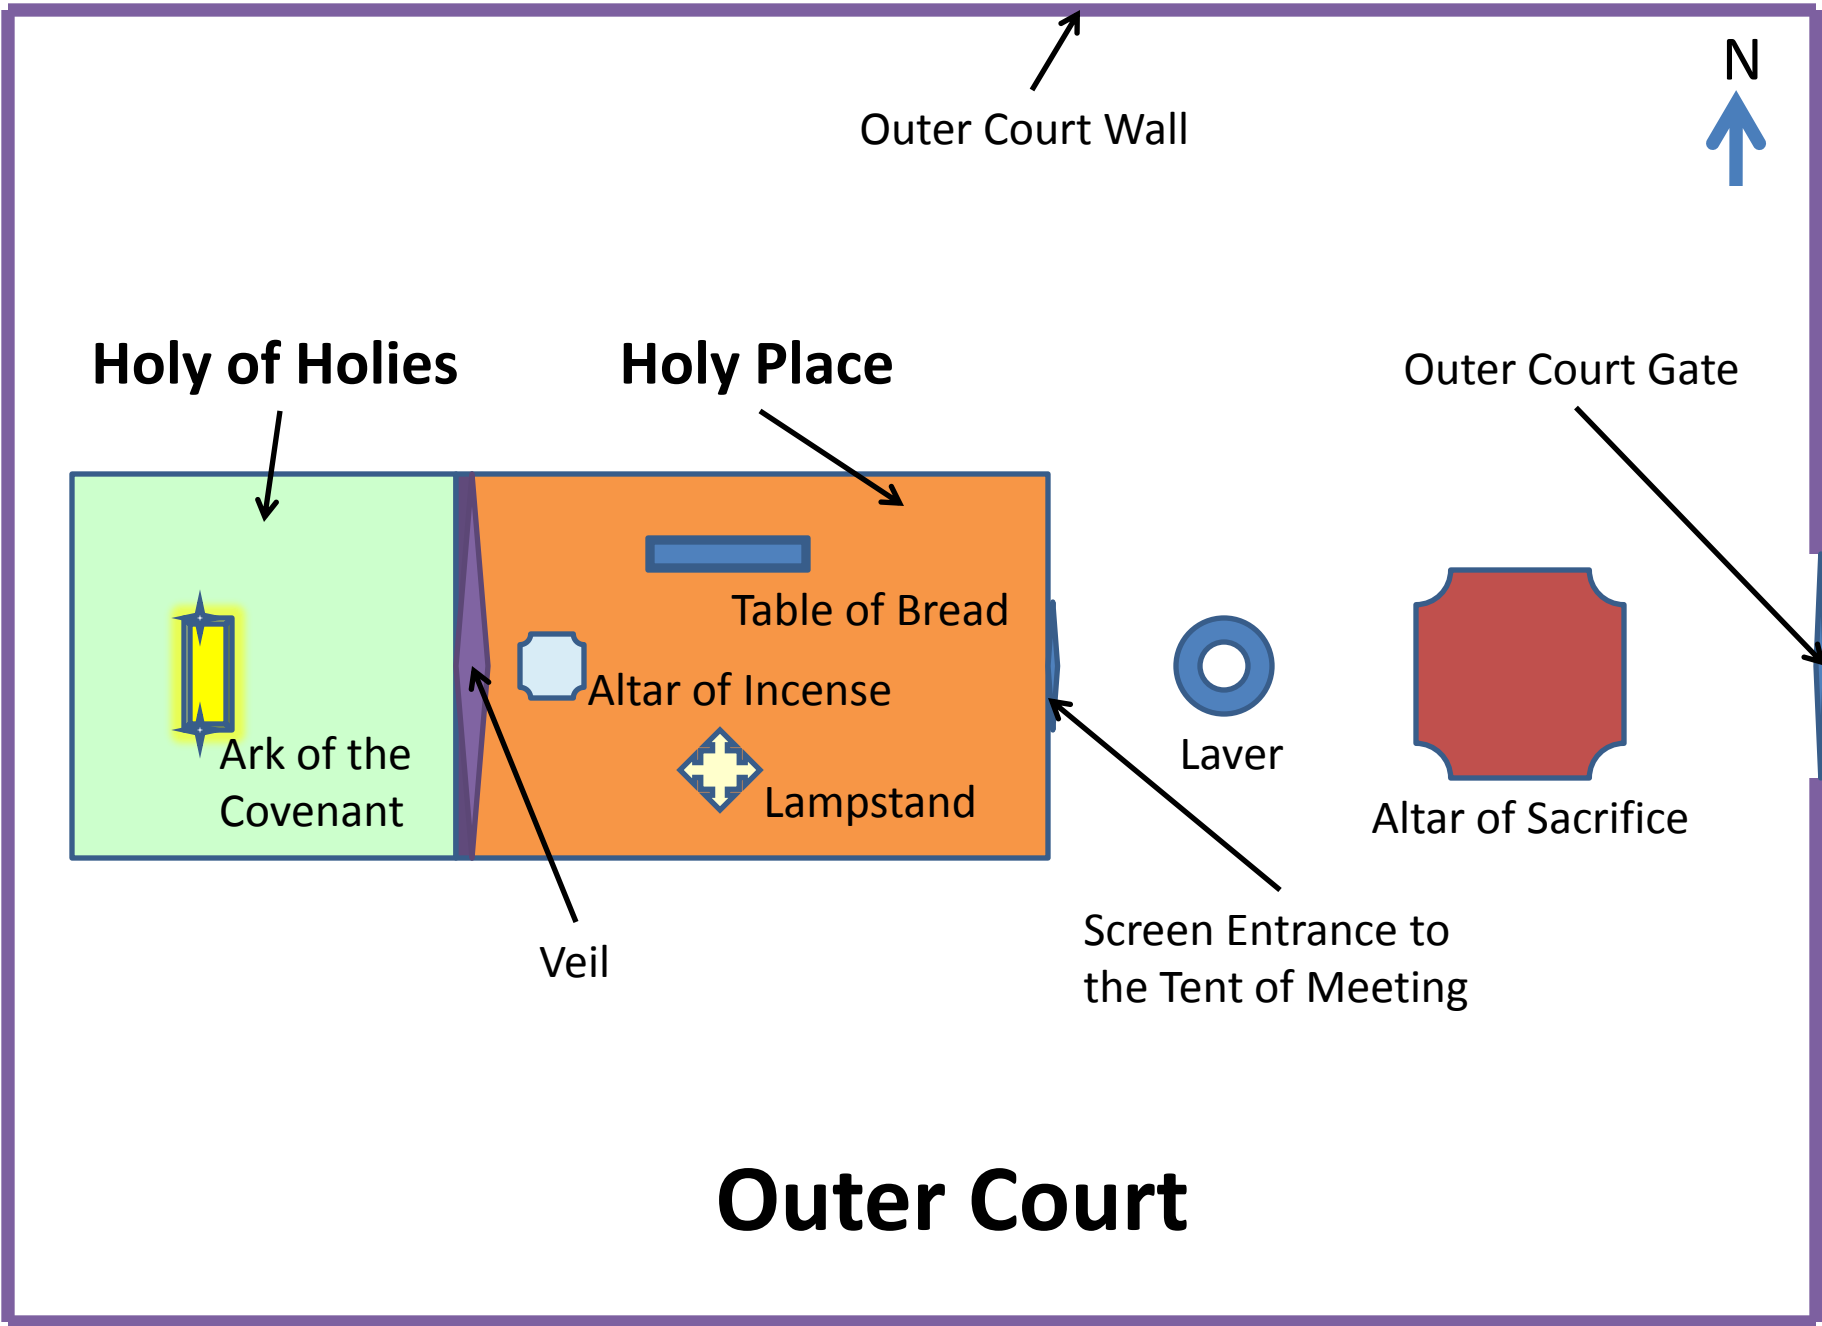 N
Outer Court Wall
Holy of Holies
Holy Place
Outer Court Gate
Table of Bread
Altar of Incense
Ark of the
Covenant
Lampstand
Laver
Altar of Sacrifice
Veil
Screen Entrance to
the Tent of Meeting
Outer Court